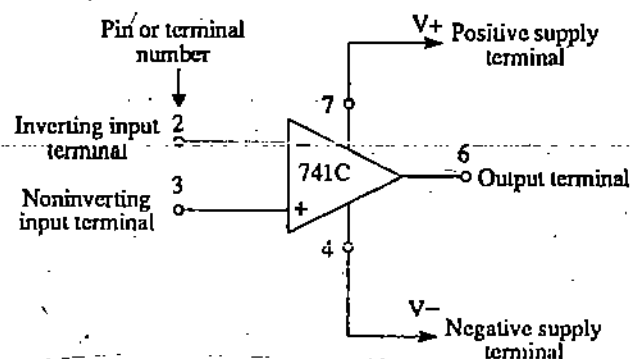 Pin or terminal
number
V+
Positive supply
terminal
7
Inverting input
terminal
2
−
741C
6
Output terminal
3
Noninverting
input terminal
+
4
V−
Negative supply
terminal